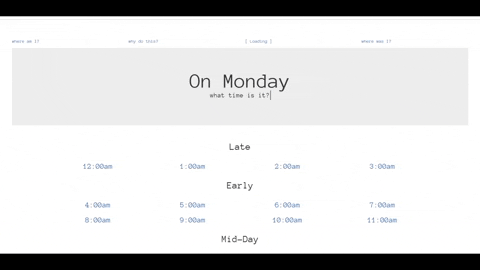 where am i? why do this? [ Loading ] where was i?
On Monday
what time is it?
Late
12:00am 1:00am 2:00am 3:00am
Early
4:00am 5:00am 6:00am 7:00am
8:00am 9:00am 10:00am 11:00am
Mid-Day